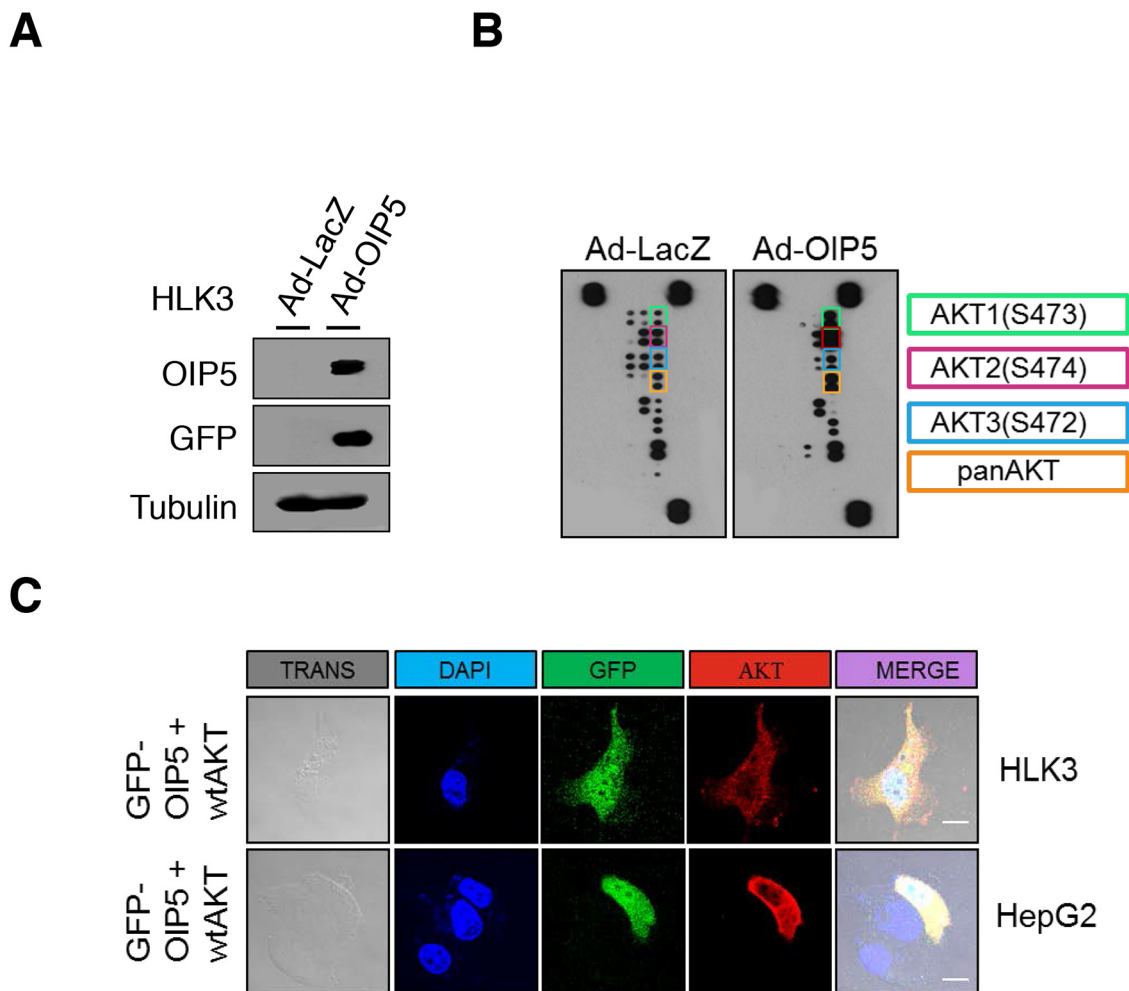 A
B
Ad-LacZ
Ad-OIP5
HLK3
OIP5
GFP
Tubulin
Ad-LacZ
Ad-OIP5
AKT1(S473)
AKT2(S474)
AKT3(S472)
panAKT
C
TRANS
DAPI
GFP
AKT
MERGE
GFP-
OIP5 +
wtAKT
HLK3
GFP-
OIP5 +
wtAKT
HepG2